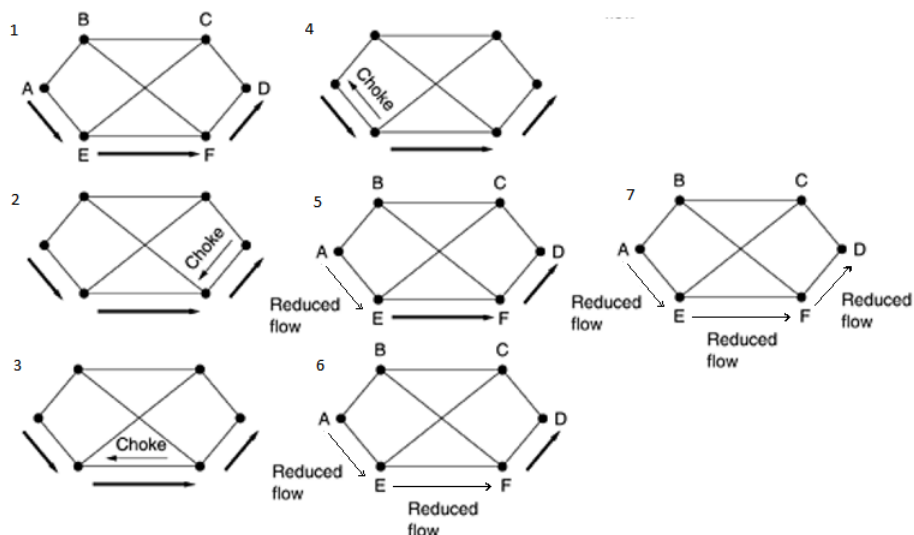 1
B C
A D
E F
2
Choke
3
Choke
4
Choke
5
B C
A D
Reduced
flow
E F
6
B C
A D
Reduced
flow
E F
Reduced
flow
7
B C
A D
Reduced
flow
E F
Reduced
flow
Reduced
flow